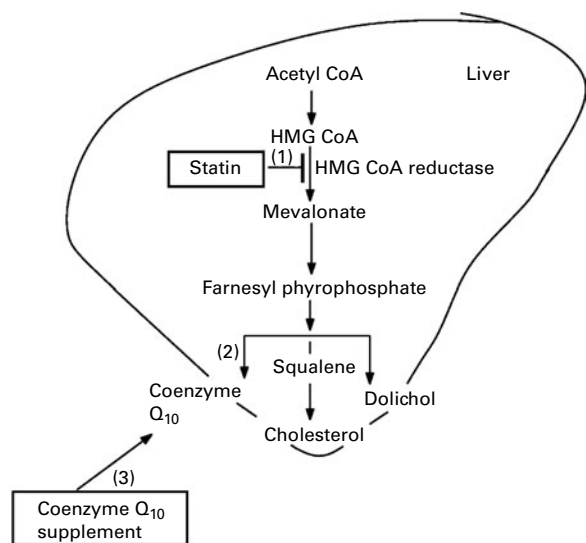 Acetyl CoA
Liver
HMG CoA
(1)
Statin
HMG CoA reductase
Mevalonate
Farnesyl phyrophosphate
(2)
Squalene
Coenzyme
Q10
Dolichol
Cholesterol
(3)
Coenzyme Q10
supplement